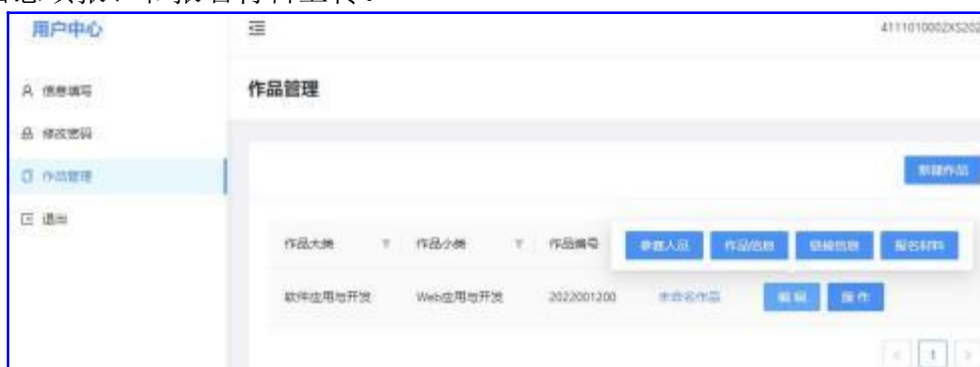 用户中心
4111010002XS202
信息填写
作品管理
修改密码
作品管理
新建作品
退出
作品大类 作品小类 作品编号 参赛人员 作品信息 链接信息 报名材料
软件应用与开发 Web应用与开发 2022001200 未命名作品 编辑 操作
< 1 >